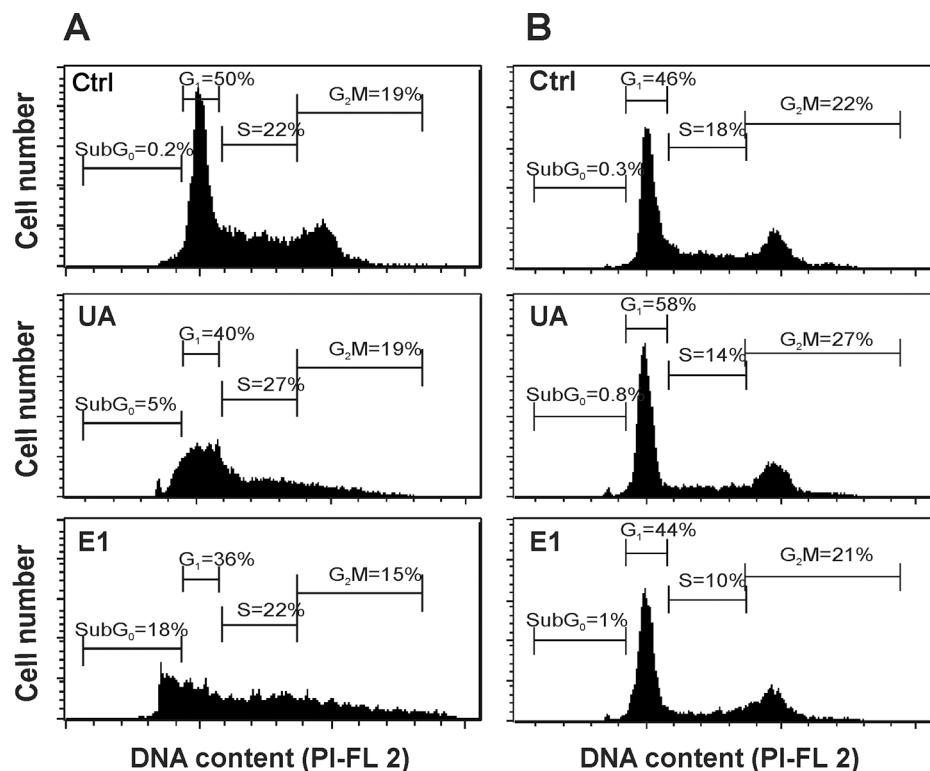 A
Ctrl
G₁=50%
G₂M=19%
S=22%
SubG₀=0.2%
Cell number
UA
G₁=40%
G₂M=19%
S=27%
SubG₀=5%
Cell number
E1
G₁=36%
G₂M=15%
S=22%
SubG₀=18%
Cell number
DNA content (PI-FL 2)
B
Ctrl
G₁=46%
G₂M=22%
S=18%
SubG₀=0.3%
UA
G₁=58%
G₂M=27%
S=14%
SubG₀=0.8%
E1
G₁=44%
G₂M=21%
S=10%
SubG₀=1%
DNA content (PI-FL 2)